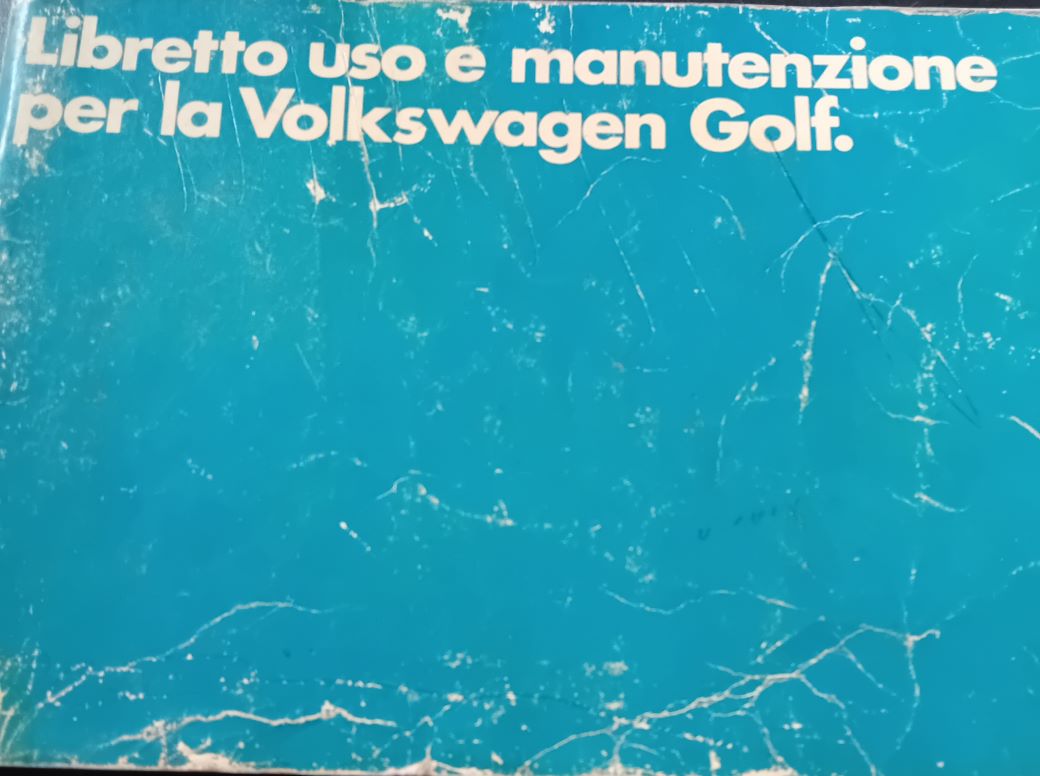 Libretto uso e manutenzione
per la Volkswagen Golf.